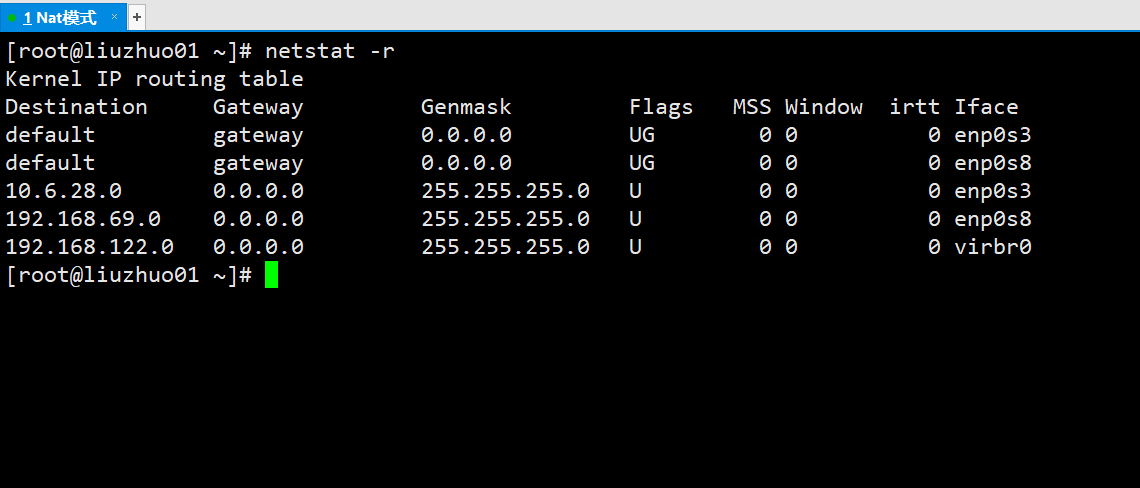 1 Nat模式 × +
[root@liuzhuo01 ~]# netstat -r
Kernel IP routing table
Destination     Gateway         Genmask         Flags   MSS Window  irtt Iface
default         gateway         0.0.0.0         UG        0 0          0 enp0s3
default         gateway         0.0.0.0         UG        0 0          0 enp0s8
10.6.28.0       0.0.0.0         255.255.255.0   U         0 0          0 enp0s3
192.168.69.0    0.0.0.0         255.255.255.0   U         0 0          0 enp0s8
192.168.122.0   0.0.0.0         255.255.255.0   U         0 0          0 virbr0
[root@liuzhuo01 ~]#